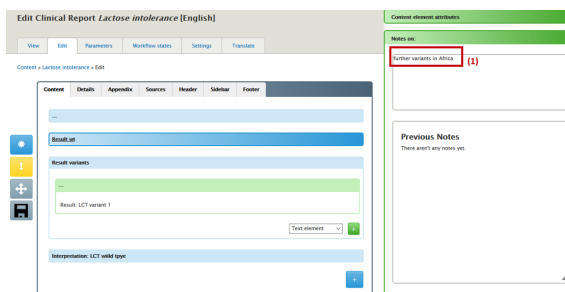 Edit Clinical Report Lactose intolerance [English]
View Edit Parameters Workflow states Settings Translate
Content » Lactose intolerance » Edit
Content Details Appendix Sources Header Sidebar Footer
...
Result wt
Result variants
...
Result: LCT variant 1
Text element
+
Interpretation: LCT wild tpye
+
Content element attributes
Notes on:
further variants in Africa
(1)
Previous Notes
There aren't any notes yet.